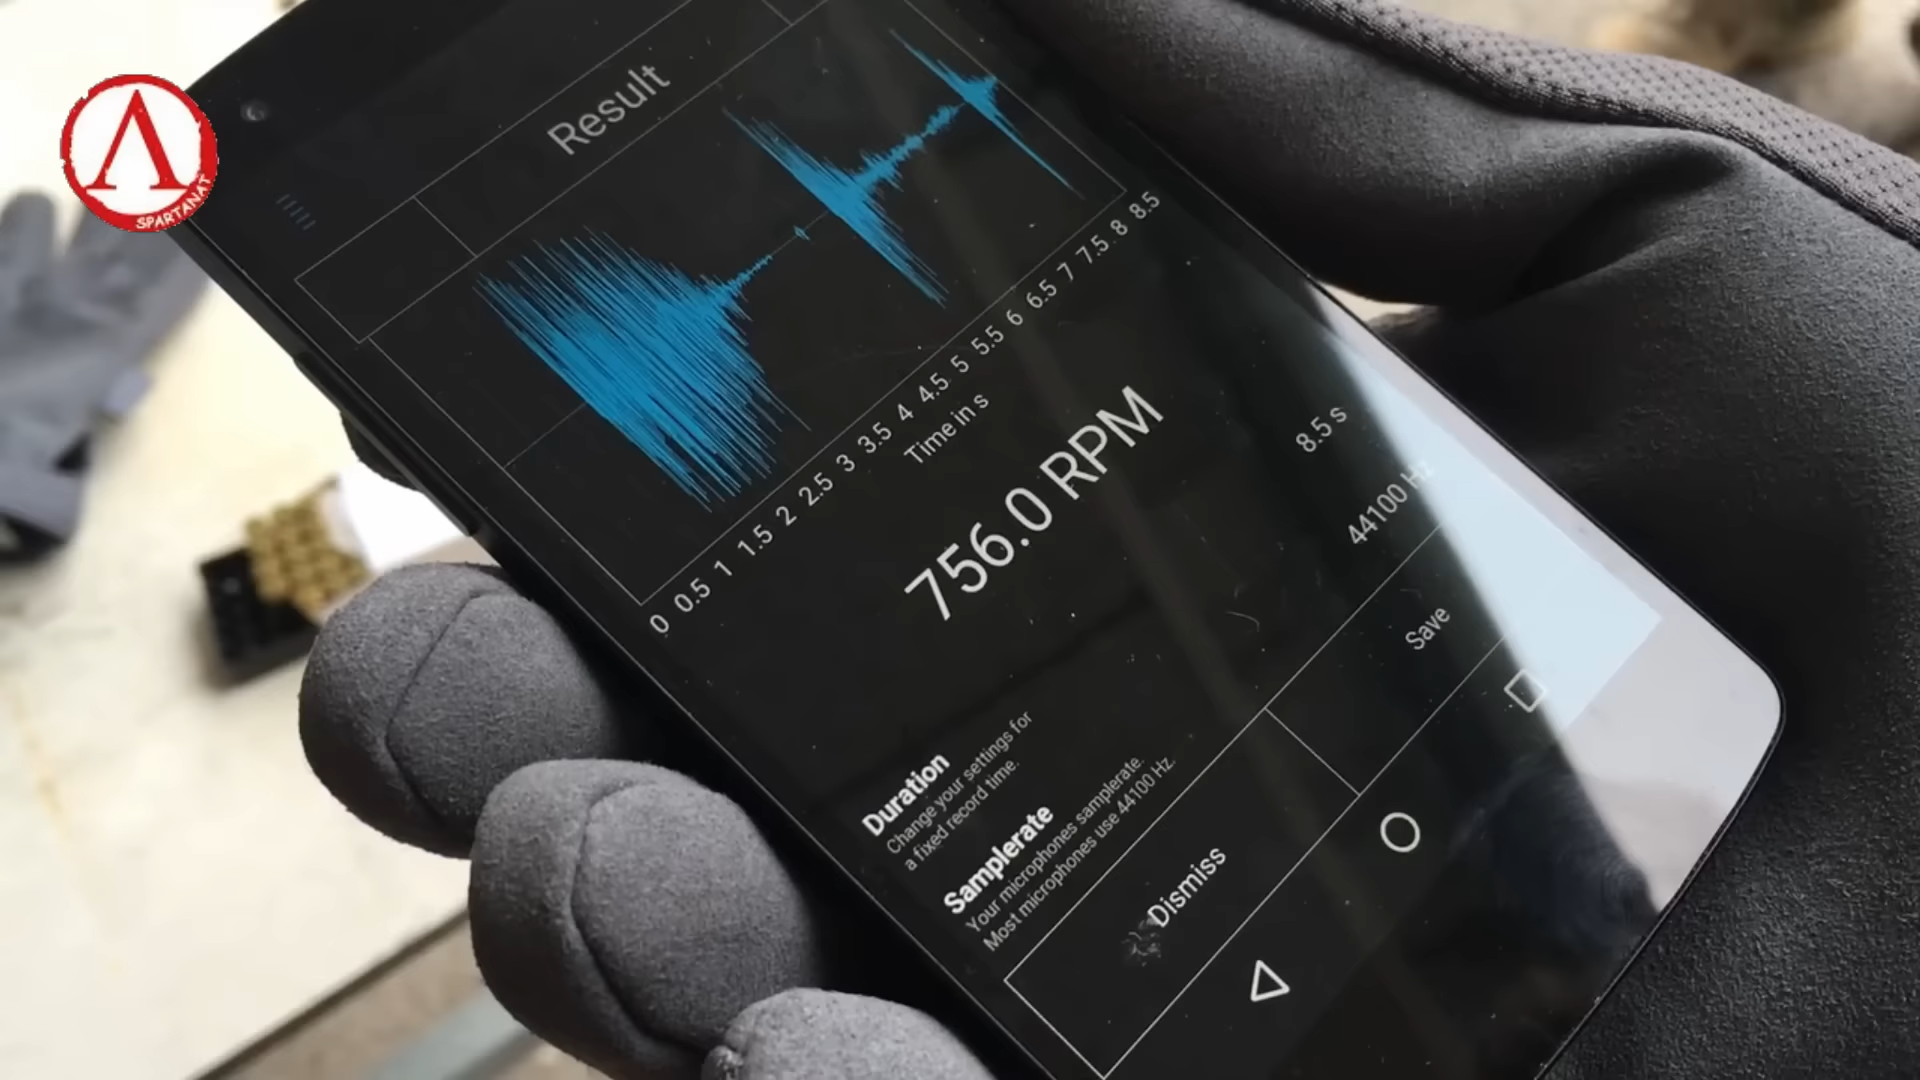 SPARTANAT
Result
0 0.5 1 1.5 2 2.5 3 3.5 4 4.5 5 5.5 6 6.5 7 7.5 8 8.5
Time in s
756.0 RPM
Duration
Change your settings for
a fixed record time.
8.5 s
Samplerate
Your microphones samplerate.
Most microphones use 44100 Hz.
44100 Hz
Dismiss
Save